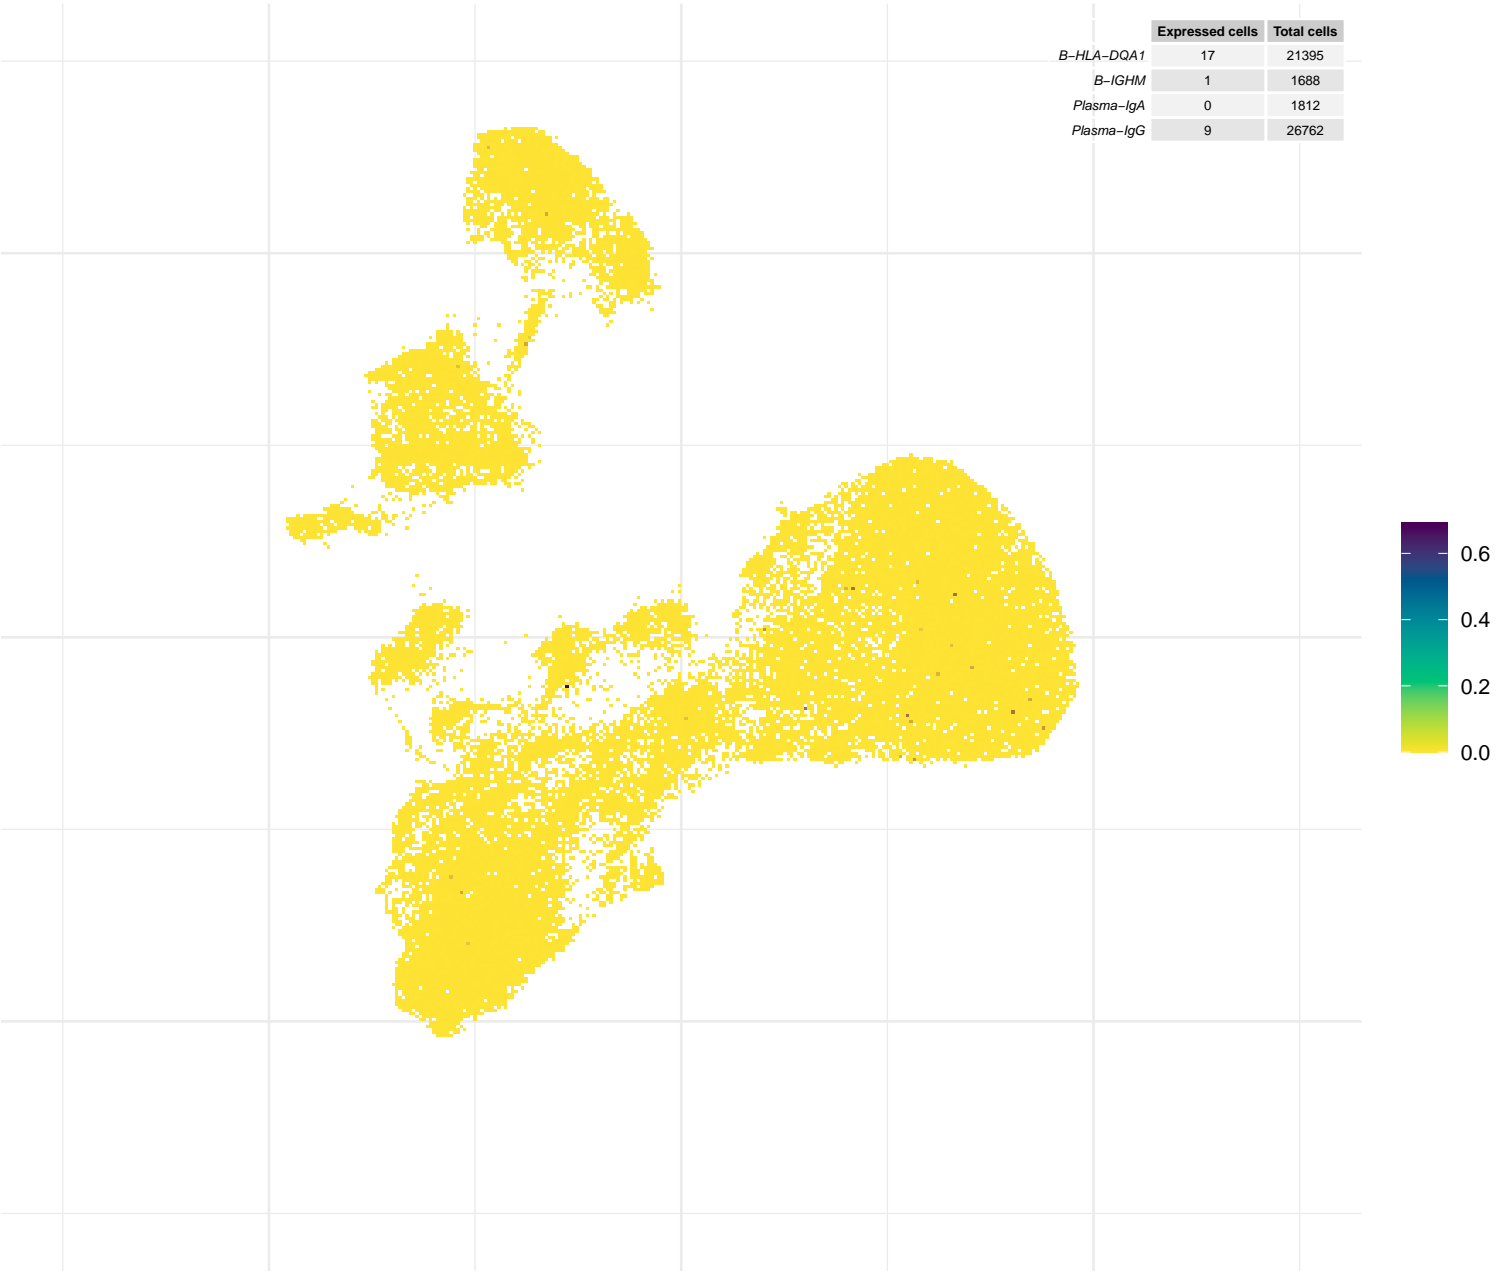 Expressed cells Total cells
B−HLA−DQA1 17 21395
B−IGHM 1 1688
Plasma−IgA 0 1812
Plasma−IgG 9 26762
0.6
0.4
0.2
0.0